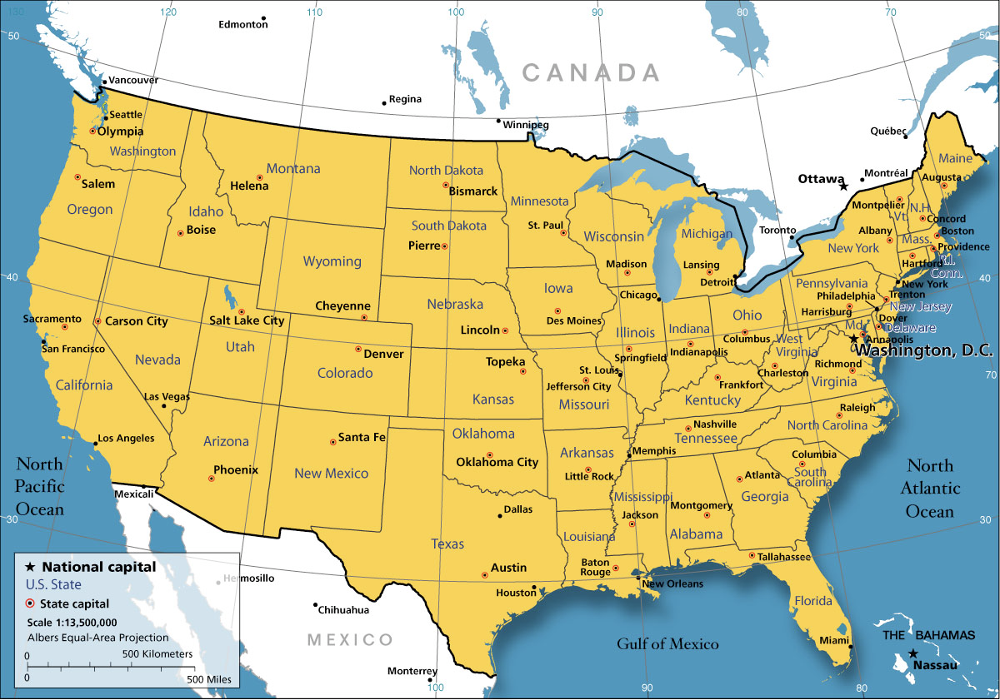 130
120
110
100
90
80
70
50
50
Edmonton
CANADA
Vancouver
Regina
Winnipeg
Québec
Seattle
Olympia
Washington
Montana
Helena
North Dakota
Bismarck
Minnesota
St. Paul
Ottawa
Montréal
Maine
Augusta
Salem
Oregon
Idaho
Boise
South Dakota
Pierre
Wisconsin
Madison
Michigan
Lansing
Detroit
Toronto
Montpelier
Vt.
N.H.
Concord
Albany
New York
Mass.
Boston
Providence
Hartford
R.I.
Conn.
40
40
Wyoming
Cheyenne
Nebraska
Lincoln
Iowa
Des Moines
Chicago
Illinois
Springfield
Indiana
Indianapolis
Ohio
Columbus
Pennsylvania
Philadelphia
Harrisburg
New York
Trenton
New Jersey
Dover
Delaware
Md.
Annapolis
Washington, D.C.
Sacramento
Carson City
San Francisco
Nevada
California
Salt Lake City
Utah
Denver
Colorado
Topeka
Kansas
St. Louis
Jefferson City
Missouri
Frankfort
Kentucky
West
Virginia
Charleston
Richmond
Virginia
70
Las Vegas
Los Angeles
Arizona
Phoenix
Santa Fe
New Mexico
Oklahoma
Oklahoma City
Arkansas
Little Rock
Memphis
Nashville
Tennessee
Raleigh
North Carolina
Columbia
South
Carolina
Atlanta
Georgia
North
Pacific
Ocean
North
Atlantic
Ocean
Mexicali
30
30
Dallas
Texas
Austin
Houston
Louisiana
Baton
Rouge
New Orleans
Mississippi
Jackson
Montgomery
Alabama
Tallahassee
Florida
Miami
Hermosillo
Chihuahua
MEXICO
Monterrey
Gulf of Mexico
THE BAHAMAS
Nassau
National capital
U.S. State
State capital
Scale 1:13,500,000
Albers Equal-Area Projection
0 500 Kilometers
0 500 Miles
100
90
80